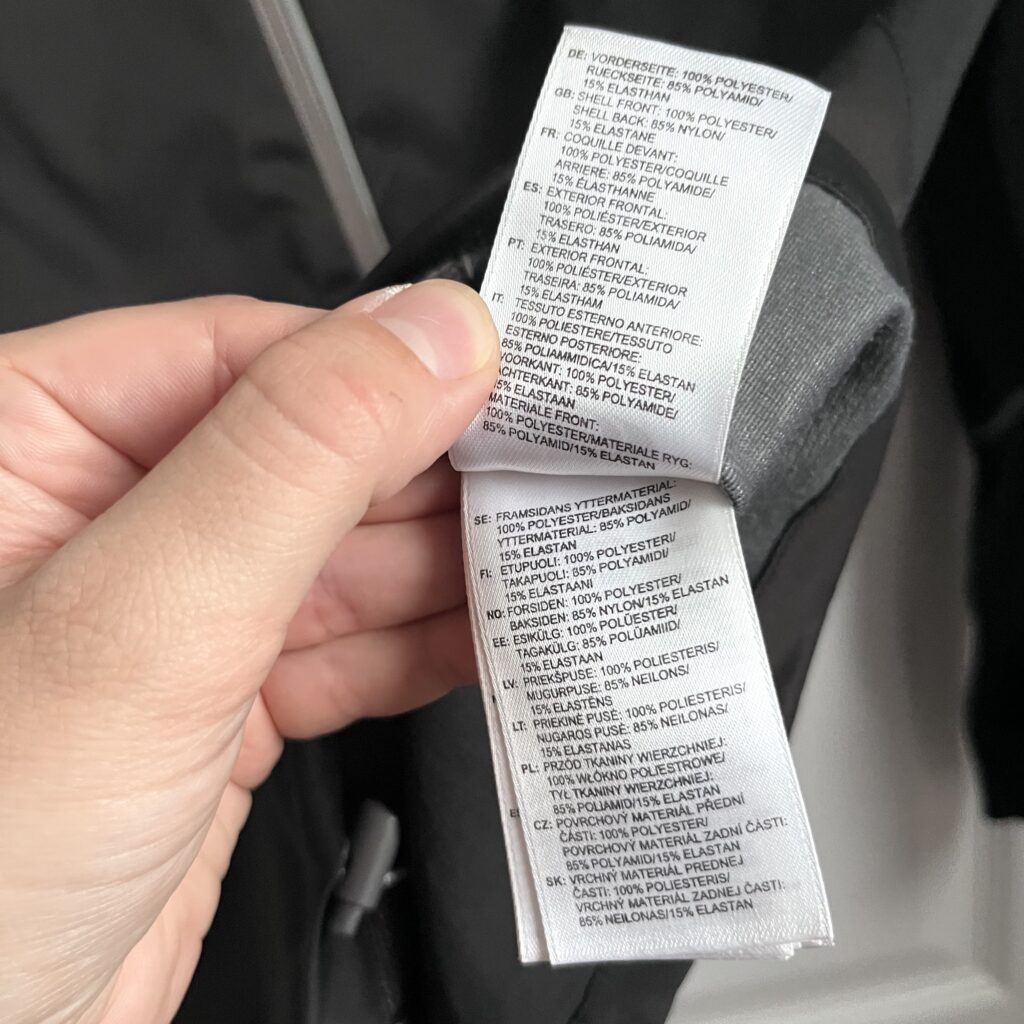 DE: VORDERSEITE: 100% POLYESTER/
RUECKSEITE: 85% POLYAMID/
15% ELASTHAN
GB: SHELL FRONT: 100% POLYESTER/
SHELL BACK: 85% NYLON/
15% ELASTANE
FR: COQUILLE DEVANT:
100% POLYESTER/COQUILLE
ARRIERE: 85% POLYAMIDE/
15% ÉLASTHANNE
ES: EXTERIOR FRONTAL:
100% POLIÉSTER/EXTERIOR
TRASERO: 85% POLIAMIDA/
15% ELASTHAN
PT: EXTERIOR FRONTAL:
100% POLIÉSTER/EXTERIOR
TRASEIRA: 85% POLIAMIDA/
15% ELASTHAM
IT: TESSUTO ESTERNO ANTERIORE:
100% POLIESTERE/TESSUTO
ESTERNO POSTERIORE:
85% POLIAMMIDICA/15% ELASTAN
VOORKANT: 100% POLYESTER/
CHTERKANT: 85% POLYAMIDE/
5% ELASTAAN
MATERIALE FRONT:
100% POLYESTER/MATERIALE RYG:
85% POLYAMID/15% ELASTAN
SE: FRAMSIDANS YTTERMATERIAL:
100% POLYESTER/BAKSIDANS
YTTERMATERIAL: 85% POLYAMID/
15% ELASTAN
FI: ETUPUOLI: 100% POLYESTERI/
TAKAPUOLI: 85% POLYAMIDI/
15% ELASTAANI
NO: FORSIDEN: 100% POLYESTER/
BAKSIDEN: 85% NYLON/15% ELASTAN
EE: ESIKÜLG: 100% POLÜESTER/
TAGAKÜLG: 85% POLÜAMIID/
15% ELASTAAN
LV: PRIEKŠPUSE: 100% POLIESTERIS/
MUGURPUSE: 85% NEILONS/
15% ELASTĒNS
LT: PRIEKINĖ PUSĖ: 100% POLIESTERIS/
NUGAROS PUSĖ: 85% NEILONAS/
15% ELASTANAS
PL: PRZÓD TKANINY WIERZCHNIEJ:
100% WŁÓKNO POLIESTROWE/
TYŁ TKANINY WIERZCHNIEJ:
85% POLIAMID/15% ELASTAN
CZ: POVRCHOVÝ MATERIÁL PŘEDNÍ
ČÁSTI: 100% POLYESTER/
POVRCHOVÝ MATERIÁL ZADNÍ ČÁSTI:
85% POLYAMID/15% ELASTAN
SK: VRCHNÝ MATERIÁL PREDNEJ
ČASTI: 100% POLIESTERIS/
VRCHNÝ MATERIÁL ZADNEJ ČASTI:
85% NEILONAS/15% ELASTAN